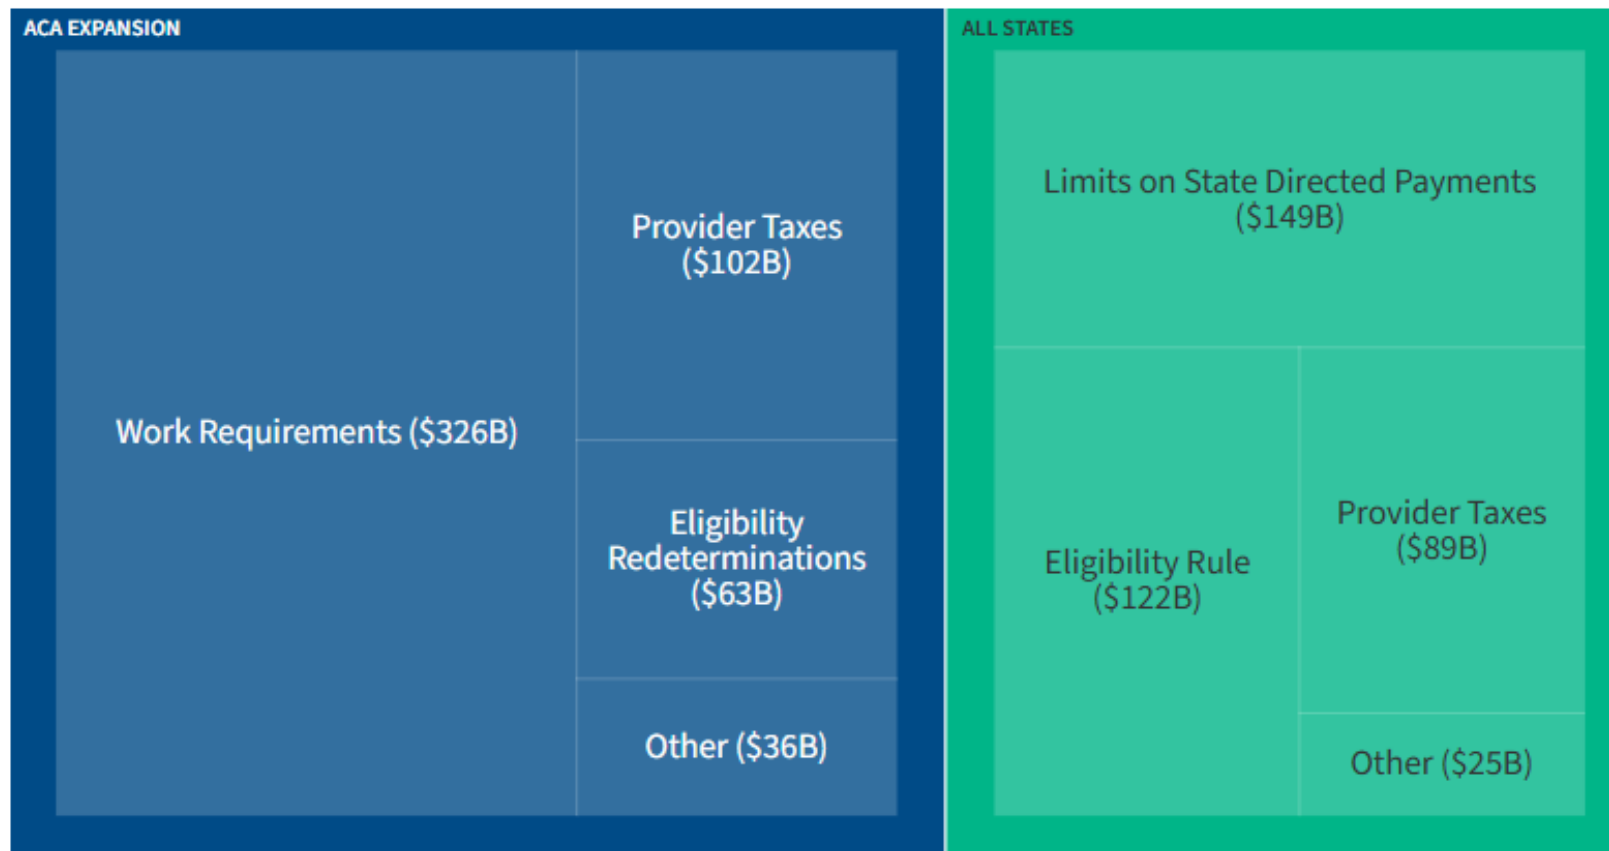 ACA EXPANSION
Work Requirements ($326B)
Provider Taxes
($102B)
Eligibility
Redeterminations
($63B)
Other ($36B)
ALL STATES
Limits on State Directed Payments
($149B)
Eligibility Rule
($122B)
Provider Taxes
($89B)
Other ($25B)